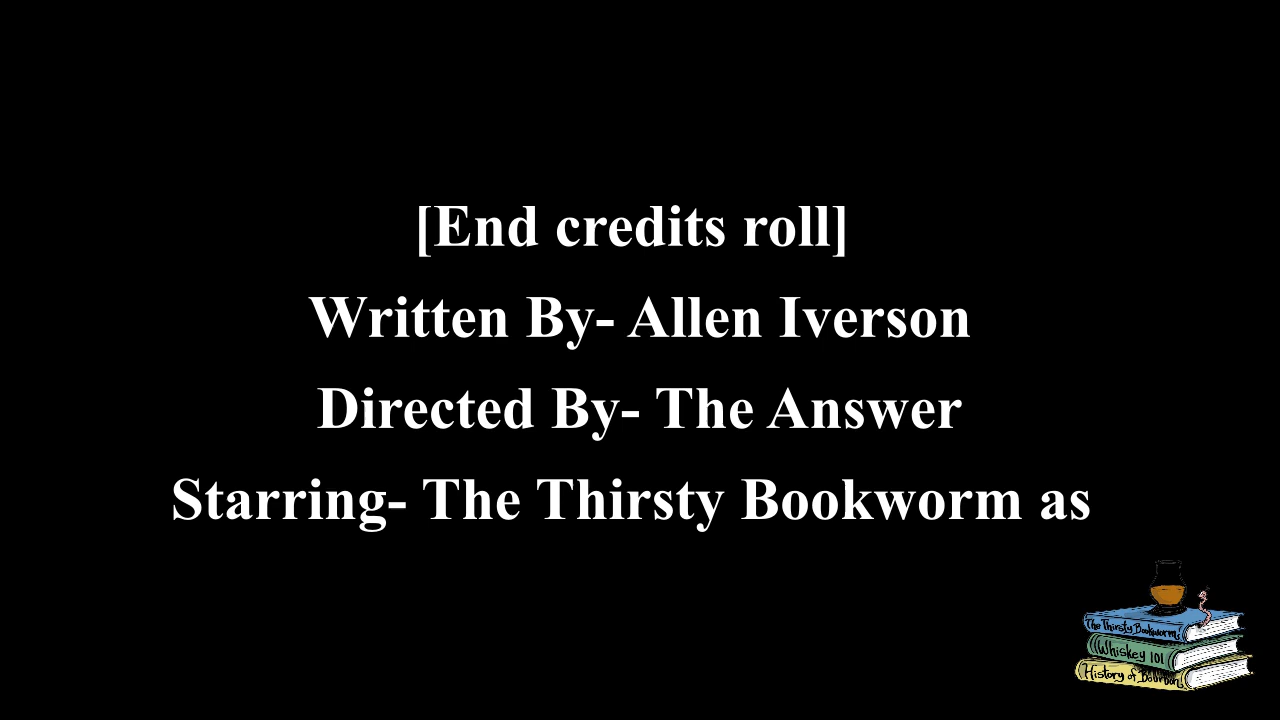 [End credits roll]
Written By- Allen Iverson
Directed By- The Answer
Starring- The Thirsty Bookworm as
The Thirsty Bookworm
Whiskey 101
History of Bourbon